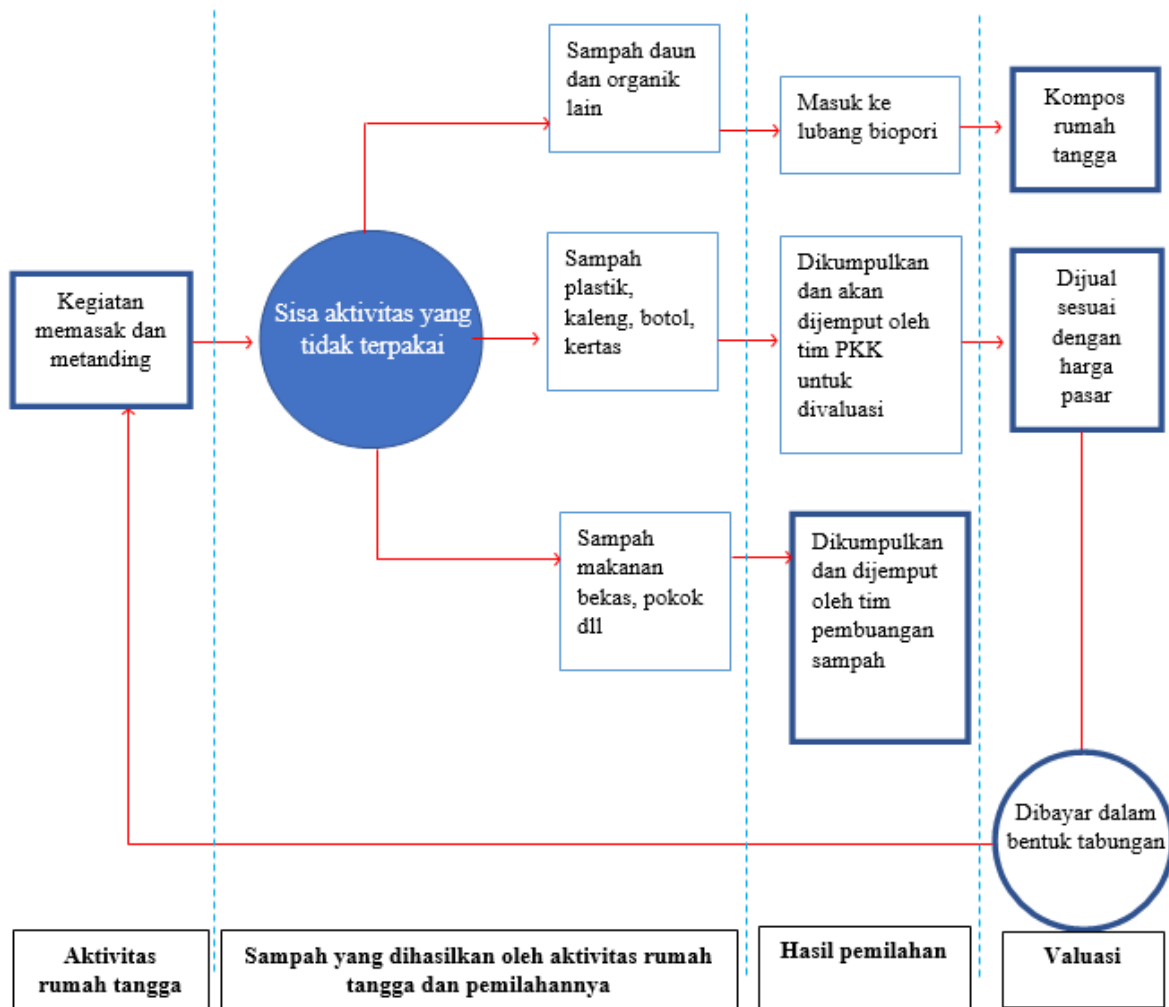 Kegiatan
memasak dan
metanding
Sisa aktivitas yang
tidak terpakai
Sampah daun
dan organik
lain
Masuk ke
lubang biopori
Kompos
rumah
tangga
Sampah
plastik,
kaleng, botol,
kertas
Dikumpulkan
dan akan
dijemput oleh
tim PKK
untuk
divaluasi
Dijual
sesuai
dengan
harga
pasar
Sampah
makanan
bekas, pokok
dll
Dikumpulkan
dan dijemput
oleh tim
pembuangan
sampah
Dibayar dalam
bentuk tabungan
Aktivitas
rumah tangga
Sampah yang dihasilkan oleh aktivitas rumah
tangga dan pemilahannya
Hasil pemilahan
Valuasi